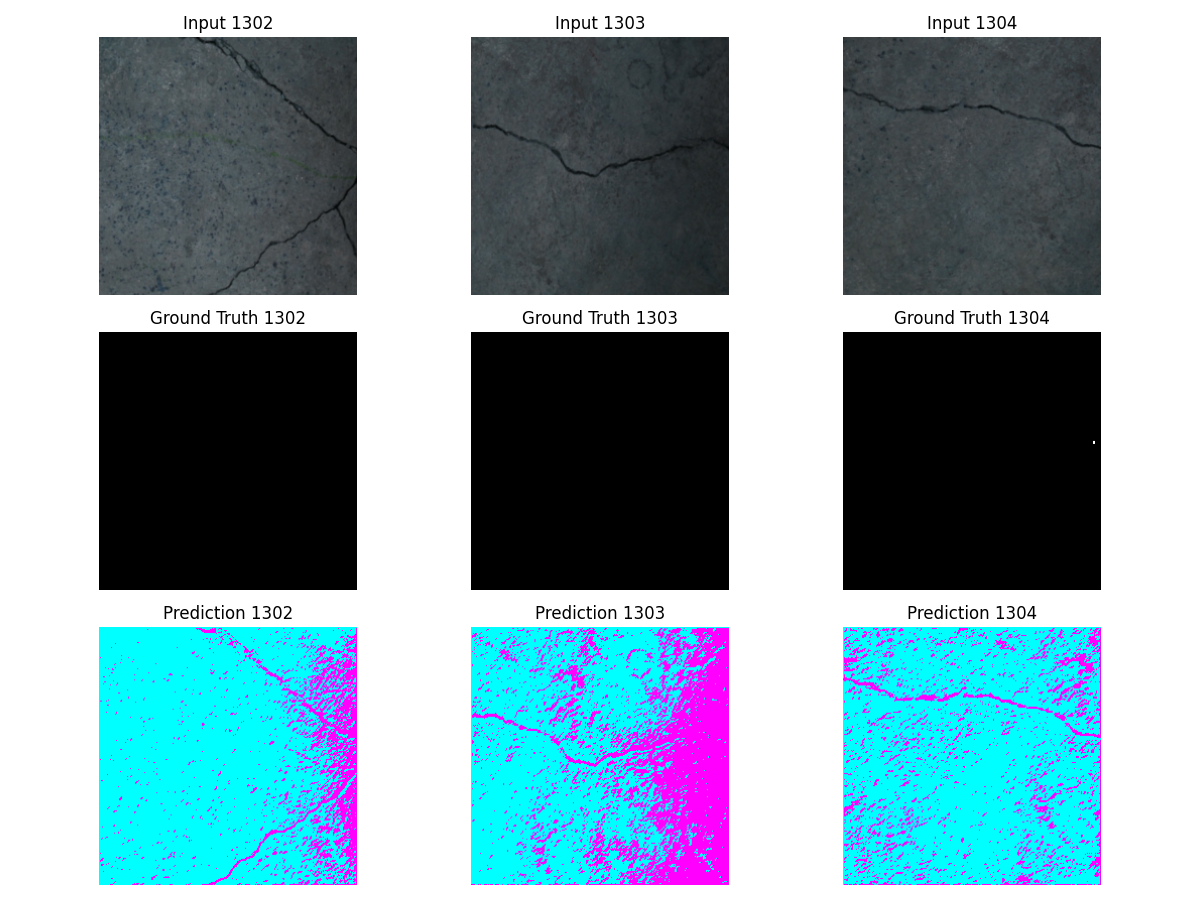 Input 1302
Input 1303
Input 1304
Ground Truth 1302
Ground Truth 1303
Ground Truth 1304
Prediction 1302
Prediction 1303
Prediction 1304